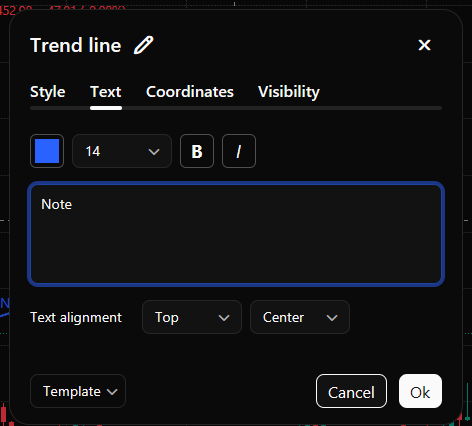 Trend line
Style Text Coordinates Visibility
14 B I
Note
Text alignment Top Center
Template Cancel Ok